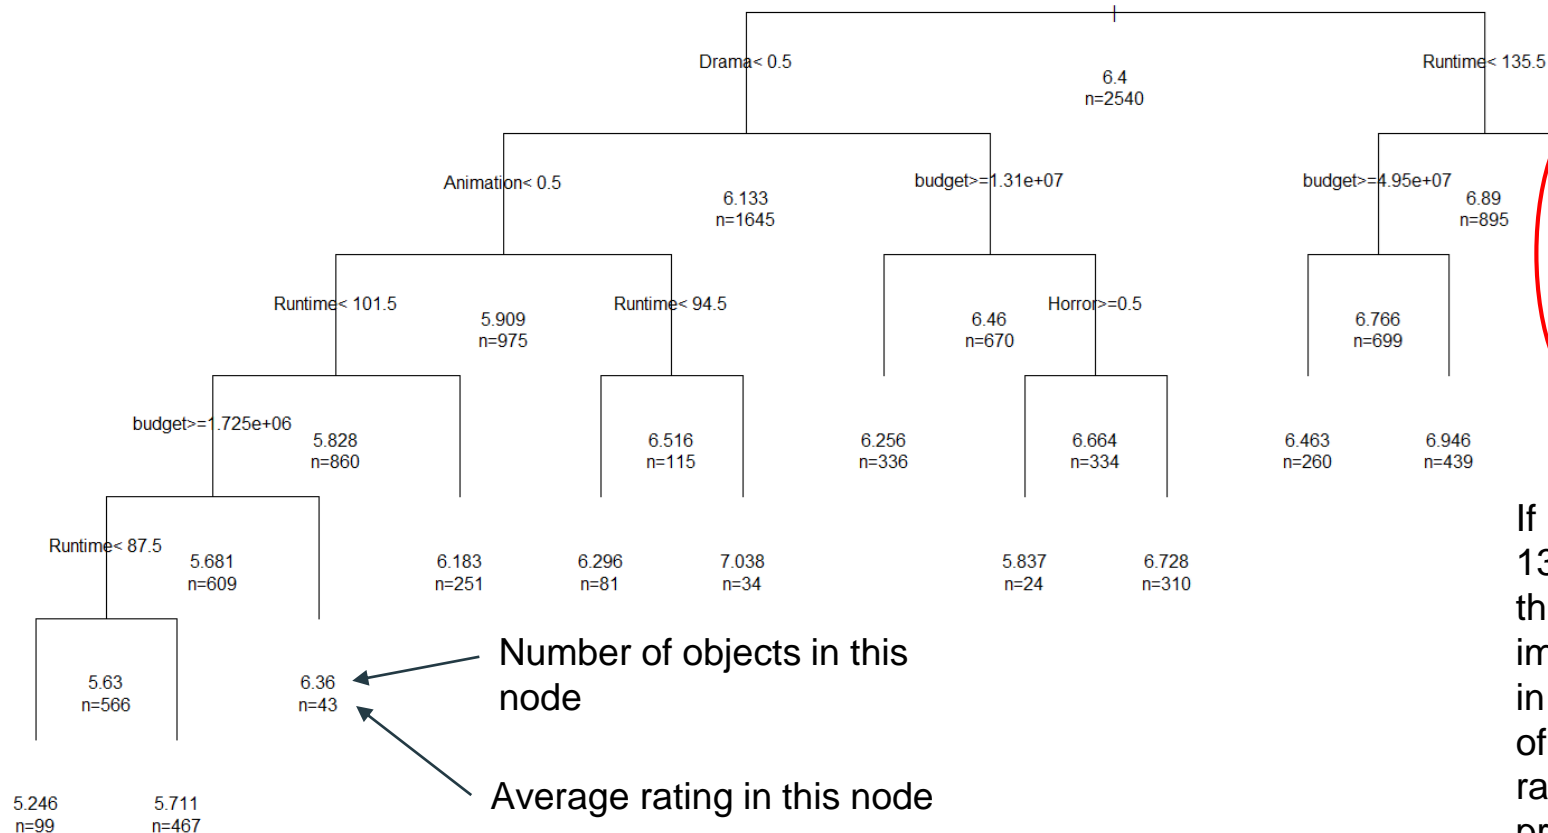 Drama< 0.5
Runtime< 135.5
6.4
n=2540
Animation< 0.5
budget>=1.31e+07
budget>=4.95e+07
6.133
n=1645
6.89
n=895
Runtime< 101.5
Runtime< 94.5
Horror>=0.5
5.909
n=975
6.46
n=670
6.766
n=699
budget>=1.725e+06
5.828
n=860
6.516
n=115
6.256
n=336
6.664
n=334
6.463
n=260
6.946
n=439
Runtime< 87.5
5.681
n=609
6.183
n=251
6.296
n=81
7.038
n=34
5.837
n=24
6.728
n=310
5.63
n=566
6.36
n=43
5.246
n=99
5.711
n=467
Number of objects in this
node
Average rating in this node
If
13
th
im
in
of
ra